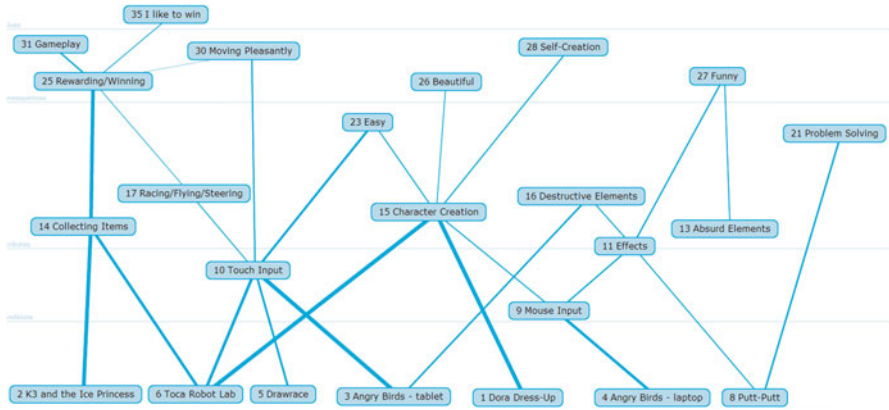 35 I like to win
31 Gameplay
30 Moving Pleasantly
28 Self-Creation
25 Rewarding/Winning
26 Beautiful
27 Funny
23 Easy
21 Problem Solving
17 Racing/Flying/Steering
16 Destructive Elements
15 Character Creation
14 Collecting Items
13 Absurd Elements
11 Effects
10 Touch Input
9 Mouse Input
2 K3 and the Ice Princess
6 Toca Robot Lab
5 Drawrace
3 Angry Birds - tablet
1 Dora Dress-Up
4 Angry Birds - laptop
8 Putt-Putt